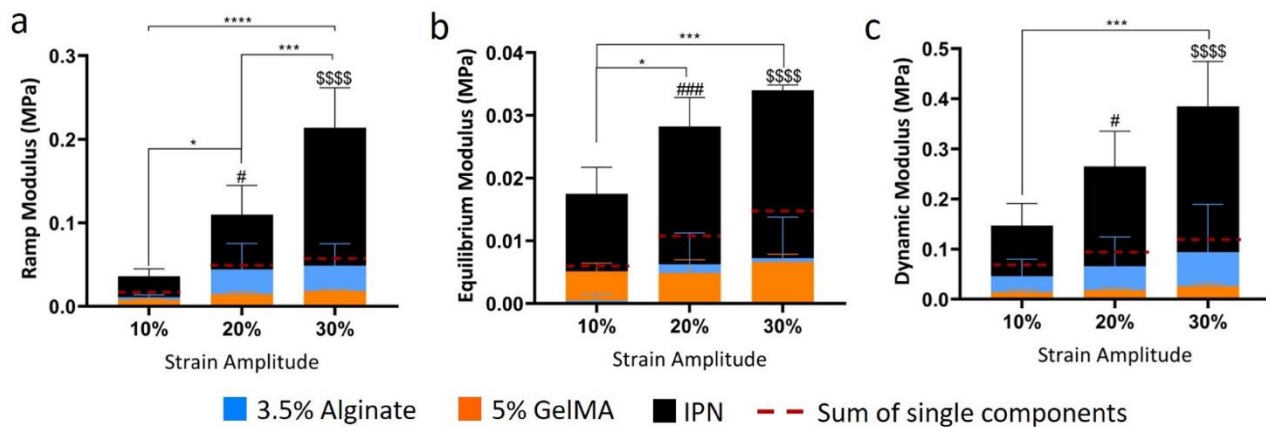 a
****
***
*
#
$$$$
0.3
0.2
0.1
0.0
Ramp Modulus (MPa)
10% 20% 30%
Strain Amplitude
b
***
*
###
$$$$
0.04
0.03
0.02
0.01
0.00
Equilibrium Modulus (MPa)
10% 20% 30%
Strain Amplitude
c
***
#
$$$$
0.5
0.4
0.3
0.2
0.1
0.0
Dynamic Modulus (MPa)
10% 20% 30%
Strain Amplitude
3.5% Alginate 5% GelMA IPN Sum of single components